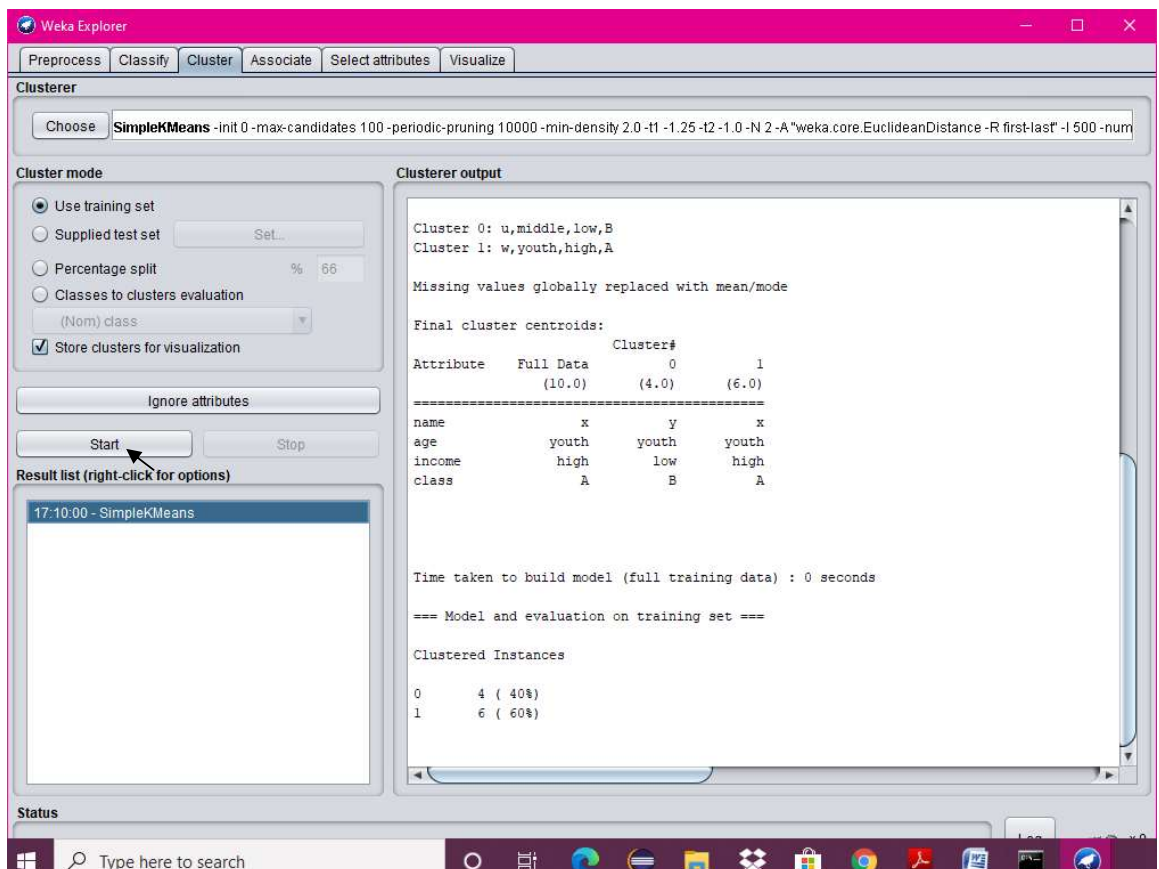 Weka Explorer
Preprocess Classify Cluster Associate Select attributes Visualize
Clusterer
Choose SimpleKMeans -init 0 -max-candidates 100 -periodic-pruning 10000 -min-density 2.0 -t1 -1.25 -t2 -1.0 -N 2 -A "weka.core.EuclideanDistance -R first-last" -I 500 -num
Cluster mode
Use training set
Supplied test set Set...
Percentage split % 66
Classes to clusters evaluation
(Nom) class
Store clusters for visualization
Ignore attributes
Start Stop
Result list (right-click for options)
17:10:00 - SimpleKMeans
Clusterer output
Cluster 0: u,middle,low,B
Cluster 1: w,youth,high,A
Missing values globally replaced with mean/mode
Final cluster centroids:
Cluster#
Attribute Full Data 0 1
(10.0) (4.0) (6.0)
==============================================
name x y x
age youth youth youth
income high low high
class A B A
Time taken to build model (full training data) : 0 seconds
=== Model and evaluation on training set ===
Clustered Instances
0 4 ( 40%)
1 6 ( 60%)
Status
Log x 0
Type here to search